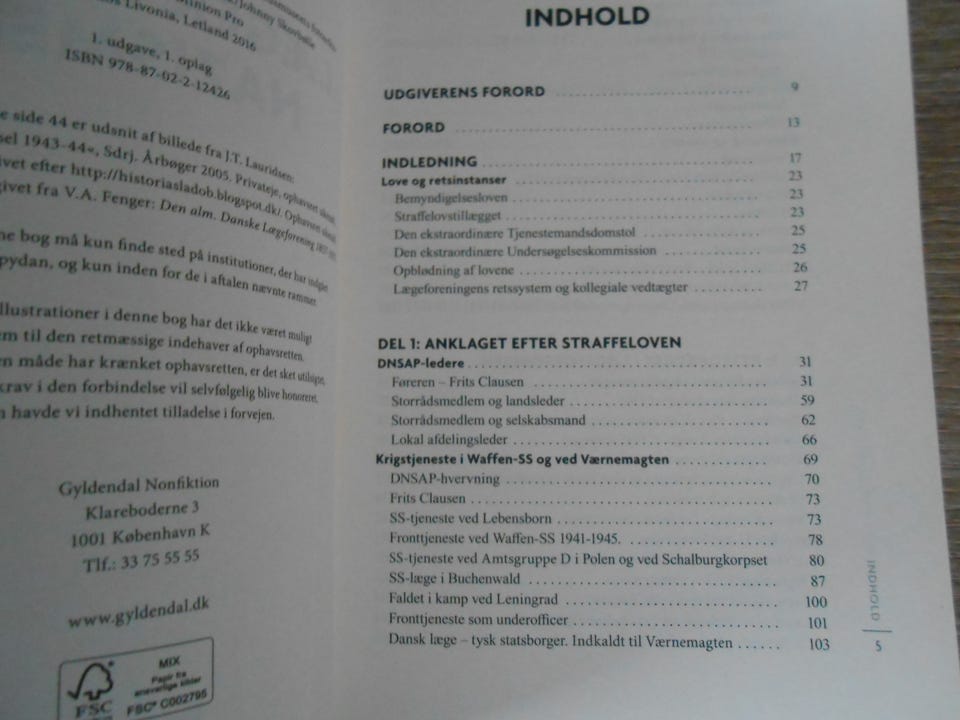 Minion Pro
Livonia, Letland 2016
1. udgave, 1. oplag
ISBN 978-87-02-2-12426
side 44 er udsnit af billede fra J.T. Lauridsen:
1943-44«, Sdrj. Årbøger 2005. Privateje, ophavsret
efter http://historiasladob.blogspot.dk/.
givet fra V.A. Fenger: Den alm. Danske Lægeforening
bog må kun finde sted på institutioner, der har indgået
pydan, og kun inden for de i aftalen nævnte rammer.
illustrationer i denne bog har det ikke været muligt
til den retmæssige indehaver af ophavsretten.
måde har krænket ophavsretten, er det sket utilsigtet.
krav i den forbindelse vil selvfølgelig blive honoreret,
havde vi indhentet tilladelse i forvejen.
Gyldendal Nonfiktion
Klareboderne 3
1001 København K
Tlf.: 33 75 55 55
www.gyldendal.dk
FSC
MIX
Papir fra
ansvarlige kilder
FSC® C002795
INDHOLD
UDGIVERENS FORORD 9
FORORD 13
INDLEDNING 17
Love og retsinstanser 23
Bemyndigelsesloven 23
Straffelovstillægget 23
Den ekstraordinære Tjenestemandsdomstol 25
Den ekstraordinære Undersøgelseskommission 25
Opblødning af lovene 26
Lægeforeningens retssystem og kollegiale vedtægter 27
DEL 1: ANKLAGET EFTER STRAFFELOVEN
DNSAP-ledere 31
Føreren – Frits Clausen 31
Storrådsmedlem og landsleder 59
Storrådsmedlem og selskabsmand 62
Lokal afdelingsleder 66
Krigstjeneste i Waffen-SS og ved Værnemagten 69
DNSAP-hvervning 70
Frits Clausen 73
SS-tjeneste ved Lebensborn 73
Fronttjeneste ved Waffen-SS 1941-1945. 78
SS-tjeneste ved Amtsgruppe D i Polen og ved Schalburgkorpset 80
SS-læge i Buchenwald 87
Faldet i kamp ved Leningrad 100
Fronttjeneste som underofficer 101
Dansk læge – tysk statsborger. Indkaldt til Værnemagten 103
INDHOLD
5